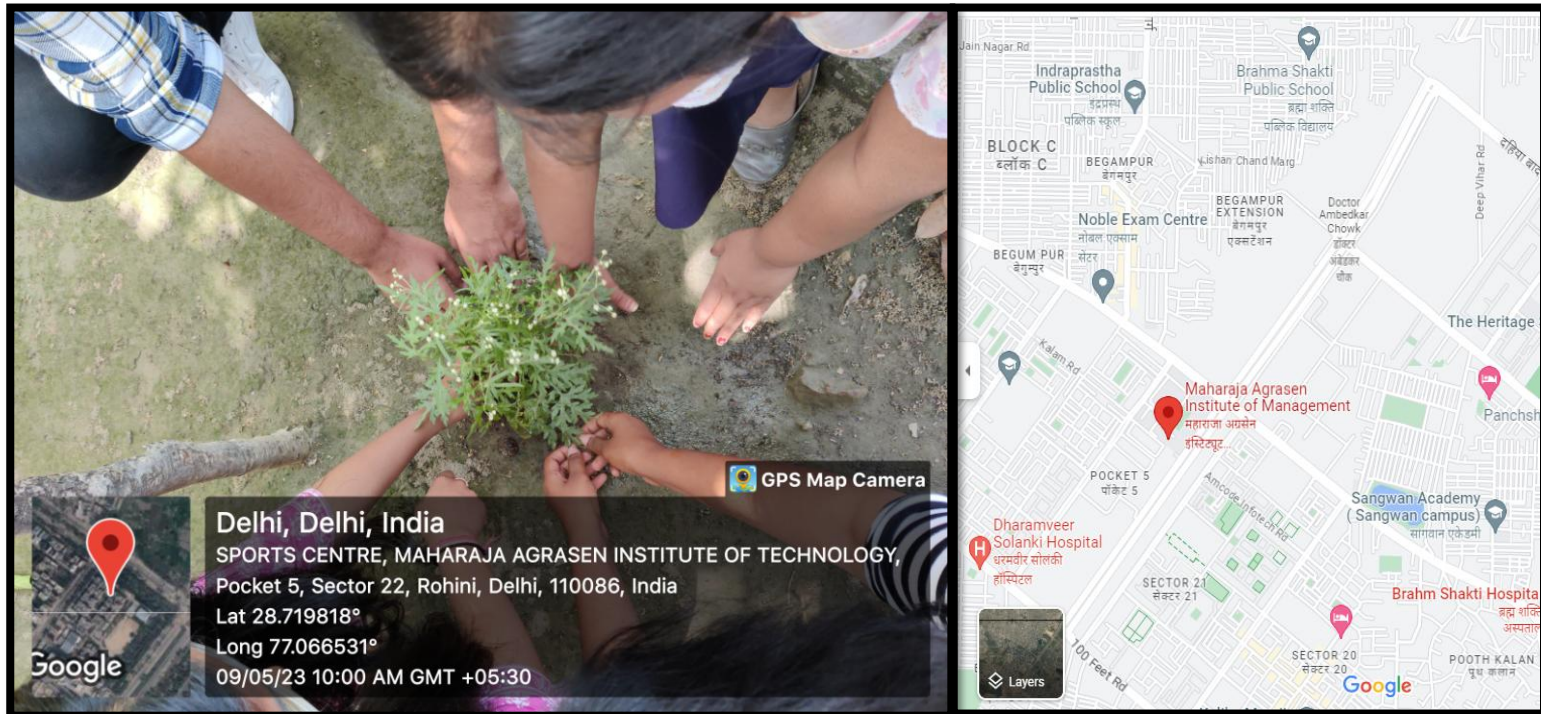 GPS Map Camera
Delhi, Delhi, India
SPORTS CENTRE, MAHARAJA AGRASEN INSTITUTE OF TECHNOLOGY,
Pocket 5, Sector 22, Rohini, Delhi, 110086, India
Lat 28.719818°
Long 77.066531°
09/05/23 10:00 AM GMT +05:30
Google
Jain Nagar Rd
Indraprastha
Public School
इंद्रप्रस्थ
पब्लिक स्कूल
Brahma Shakti
Public School
ब्रह्मा शक्ति
पब्लिक विद्यालय
BLOCK C
ब्लॉक C
BEGAMPUR
बेगमपुर
Kishan Chand Marg
Deep Vihar Rd
BEGAMPUR
EXTENSION
बेगमपुर
एक्सटेंशन
Doctor
Ambedkar
Chowk
डॉक्टर
अंबेडकर
चौक
Noble Exam Centre
नोबल एक्साम
सेंटर
BEGUM PUR
बेगुमपुर
The Heritage
Kalam Rd
Maharaja Agrasen
Institute of Management
महाराजा अग्रसेन
इंस्टिट्यूट...
Panchsh
POCKET 5
पॉकेट 5
Amcode Infotech Rd
Sangwan Academy
( Sangwan campus)
सांगवान एकेडमी
Dharamveer
Solanki Hospital
धरमवीर सोलंकी
हॉस्पिटल
SECTOR 21
सेक्टर 21
Brahm Shakti Hospita
ब्रह्म शक्ति
अस्पताल
100 Feet Rd
SECTOR 20
सेक्टर 20
POOTH KALAN
पूथ कलान
Layers
Google